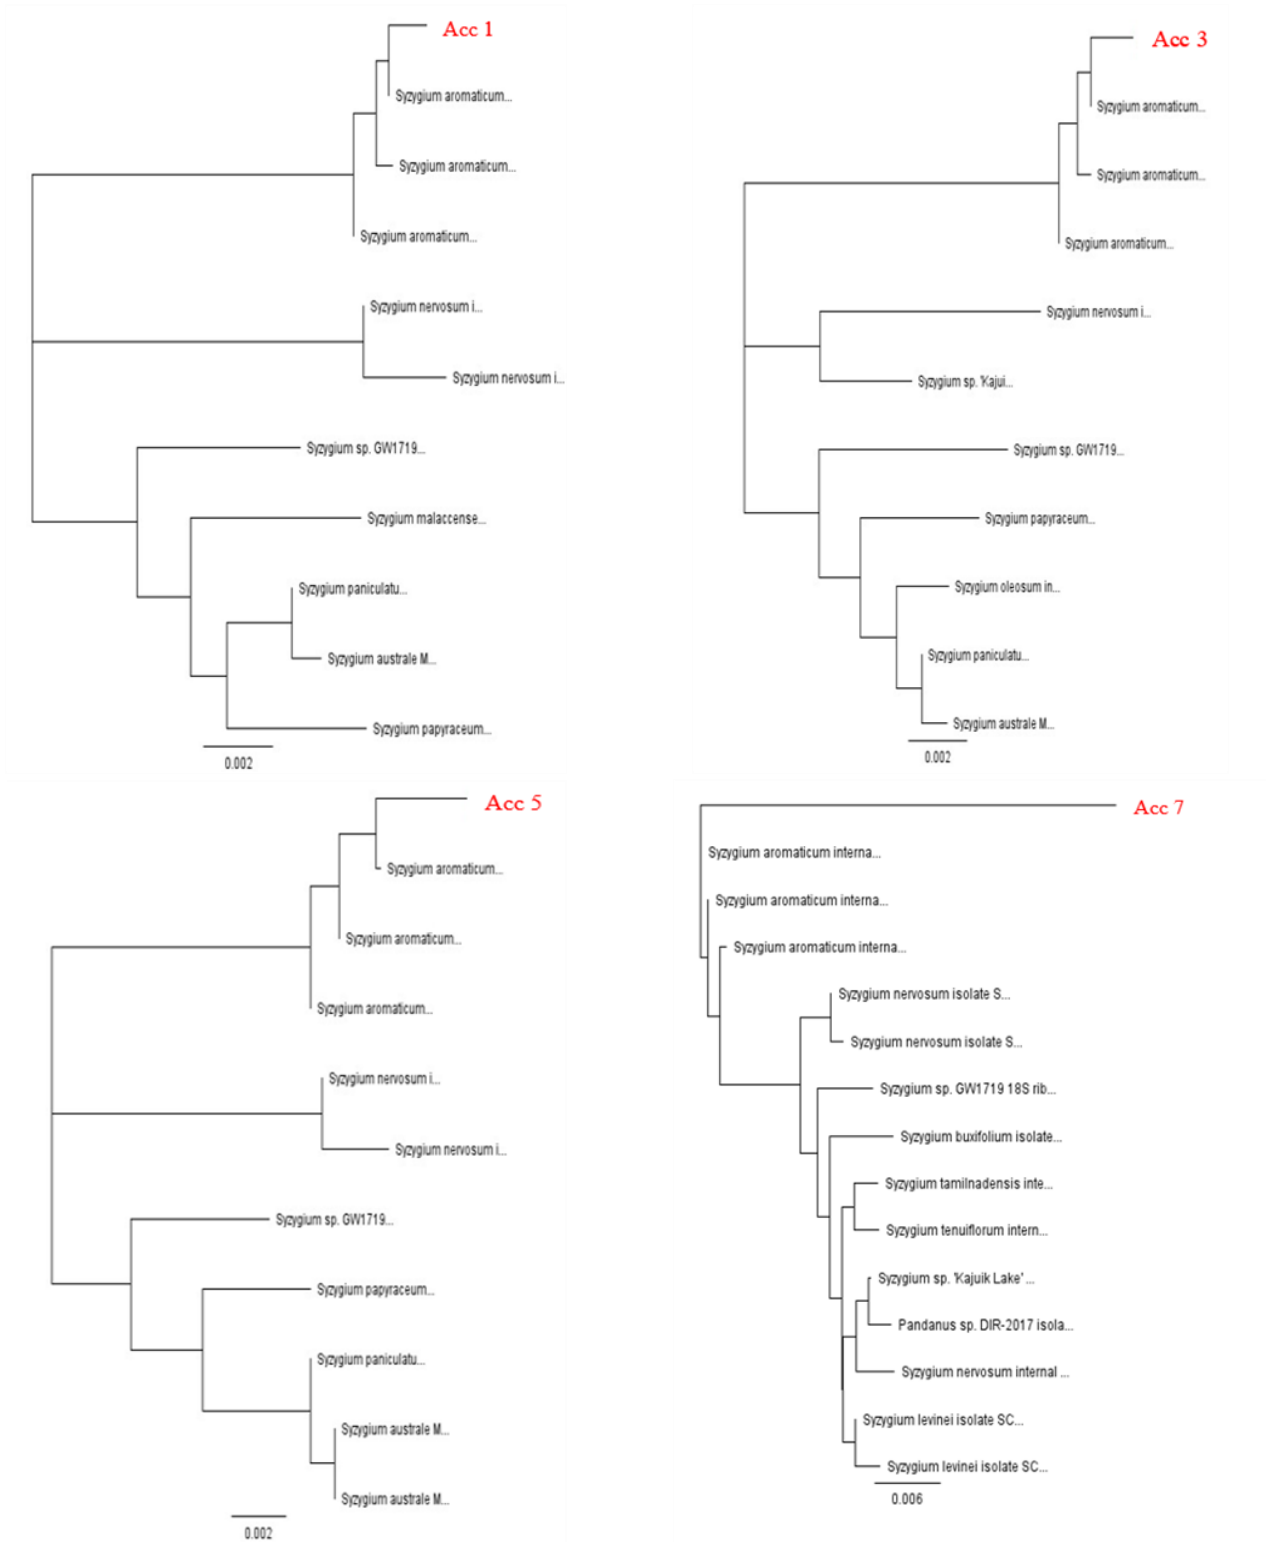 Acc 1
Syzygium aromaticum...
Syzygium aromaticum...
Syzygium aromaticum...
Syzygium nervosum i...
Syzygium nervosum i...
Syzygium sp. GW1719...
Syzygium malaccense...
Syzygium paniculatu...
Syzygium australe M...
Syzygium papyraceum...
0.002
Acc 3
Syzygium aromaticum...
Syzygium aromaticum...
Syzygium aromaticum...
Syzygium nervosum i...
Syzygium sp. 'Kajui...
Syzygium sp. GW1719...
Syzygium papyraceum...
Syzygium oleosum in...
Syzygium paniculatu...
Syzygium australe M...
0.002
Acc 5
Syzygium aromaticum...
Syzygium aromaticum...
Syzygium aromaticum...
Syzygium nervosum i...
Syzygium nervosum i...
Syzygium sp. GW1719...
Syzygium papyraceum...
Syzygium paniculatu...
Syzygium australe M...
Syzygium australe M...
0.002
Acc 7
Syzygium aromaticum interna...
Syzygium aromaticum interna...
Syzygium aromaticum interna...
Syzygium nervosum isolate S...
Syzygium nervosum isolate S...
Syzygium sp. GW1719 18S rib...
Syzygium buxifolium isolate...
Syzygium tamilnadensis inte...
Syzygium tenuiflorum intern...
Syzygium sp. 'Kajuik Lake' ...
Pandanus sp. DIR-2017 isola...
Syzygium nervosum internal ...
Syzygium levinei isolate SC...
Syzygium levinei isolate SC...
0.006